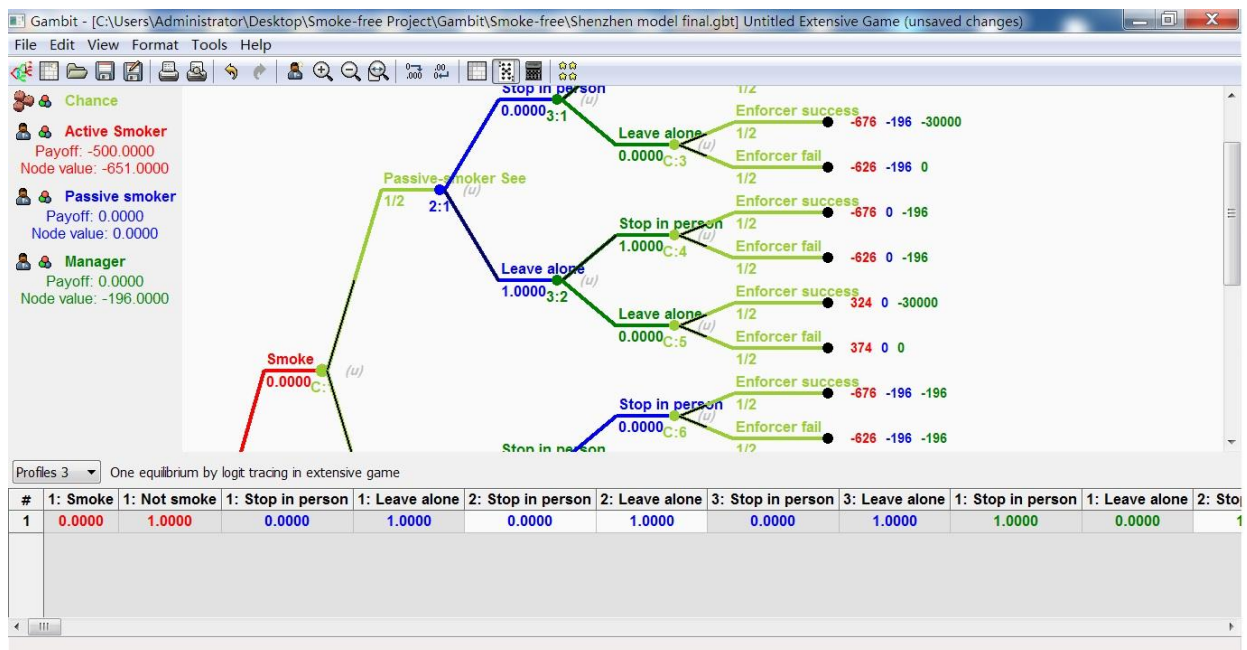 Gambit - [C:\Users\Administrator\Desktop\Smoke-free Project\Gambit\Smoke-free\Shenzhen model final.gbt] Untitled Extensive Game (unsaved changes)
File Edit View Format Tools Help
Chance
Active Smoker
Payoff: -500.0000
Node value: -651.0000
Passive smoker
Payoff: 0.0000
Node value: 0.0000
Manager
Payoff: 0.0000
Node value: -196.0000
Stop in person
0.0000
3:1
(u)
1/2
Enforcer success
1/2
-676 -196 -30000
Leave alone
0.0000
C:3
(u)
Enforcer fail
1/2
-626 -196 0
Passive-smoker See
1/2
2:1
(u)
Enforcer success
1/2
-676 0 -196
Stop in person
1.0000
C:4
(u)
Enforcer fail
1/2
-626 0 -196
Leave alone
1.0000
3:2
(u)
Enforcer success
1/2
324 0 -30000
Leave alone
0.0000
C:5
(u)
Enforcer fail
1/2
374 0 0
Smoke
0.0000
(u)
Enforcer success
1/2
-676 -196 -196
Stop in person
0.0000
C:6
(u)
Enforcer fail
1/2
-626 -196 -196
Stop in person
Profiles 3 One equilibrium by logit tracing in extensive game
# 1: Smoke 1: Not smoke 1: Stop in person 1: Leave alone 2: Stop in person 2: Leave alone 3: Stop in person 3: Leave alone 1: Stop in person 1: Leave alone 2: Sto
1 0.0000 1.0000 0.0000 1.0000 0.0000 1.0000 0.0000 1.0000 1.0000 0.0000 1